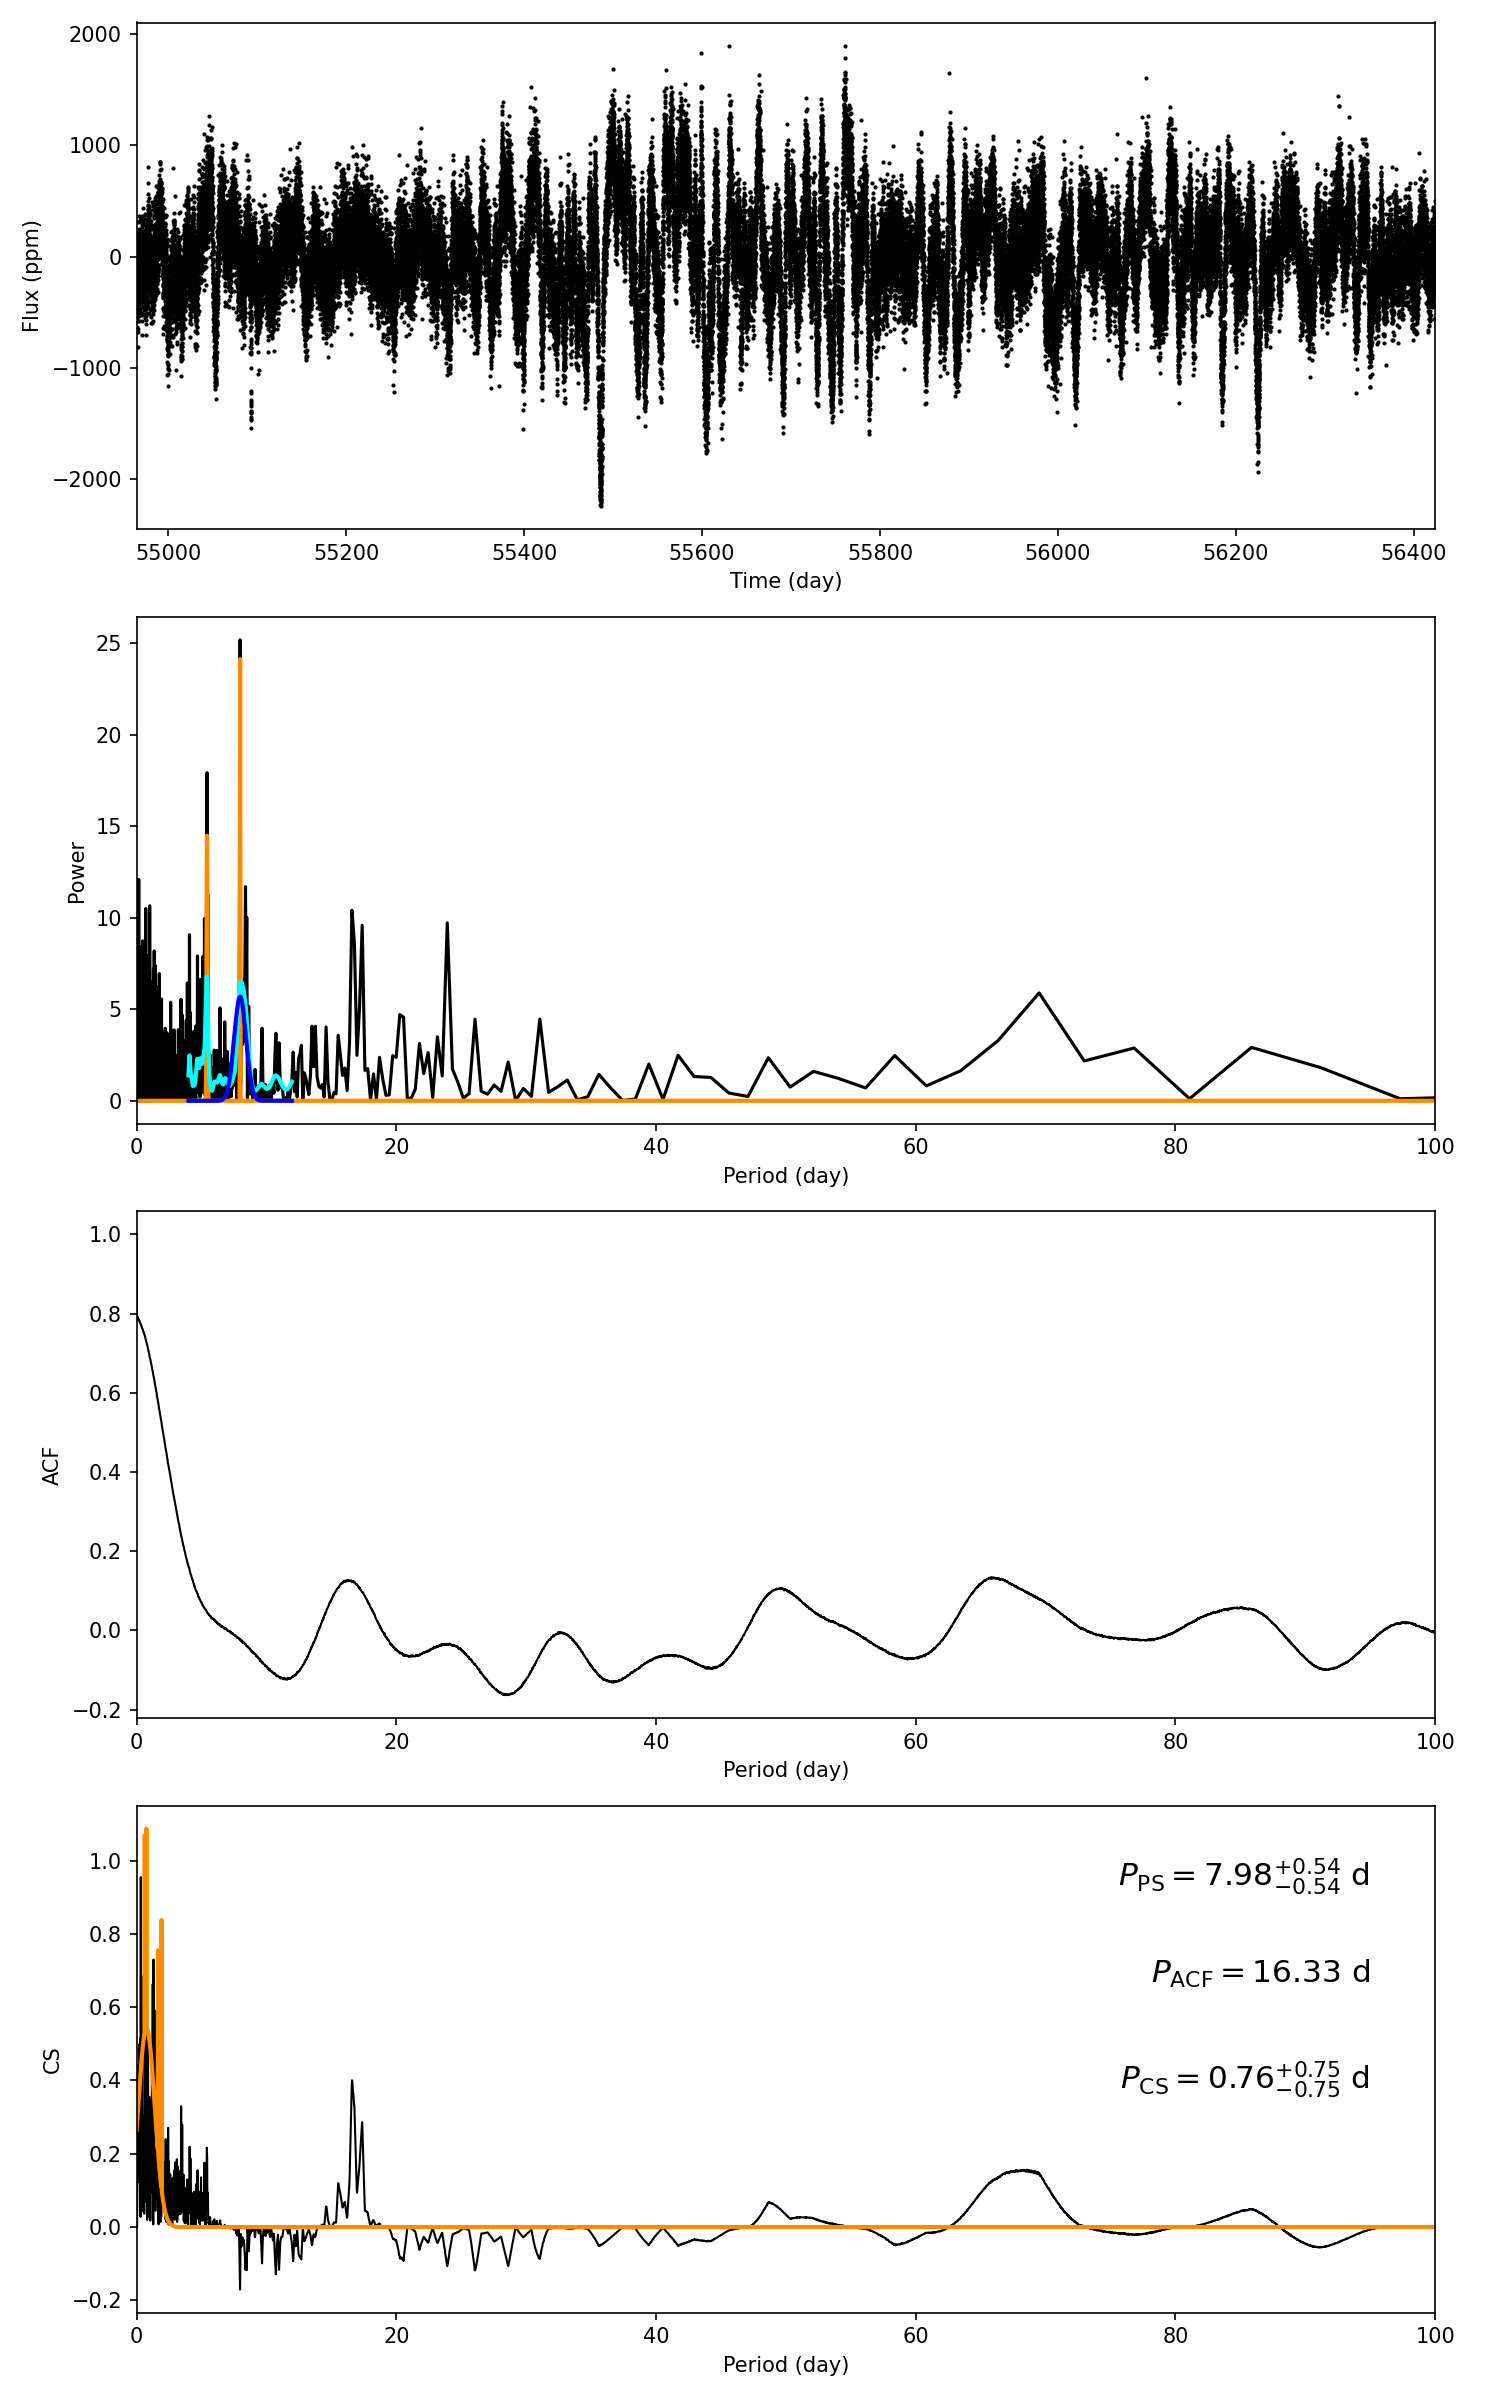 2000
1000
0
−1000
−2000
Flux (ppm)
55000 55200 55400 55600 55800 56000 56200 56400
Time (day)
25
20
15
10
5
0
Power
0 20 40 60 80 100
Period (day)
1.0
0.8
0.6
0.4
0.2
0.0
−0.2
ACF
0 20 40 60 80 100
Period (day)
1.0
0.8
0.6
0.4
0.2
0.0
−0.2
CS
P_PS = 7.98 +0.54 −0.54 d
P_ACF = 16.33 d
P_CS = 0.76 +0.75 −0.75 d
0 20 40 60 80 100
Period (day)